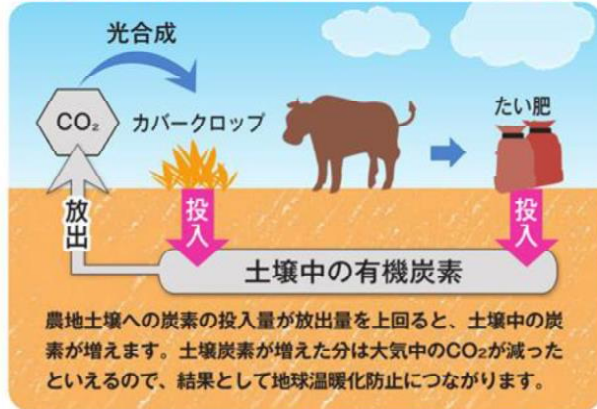 光合成
CO₂
カバークロップ
たい肥
放出
投入
投入
土壌中の有機炭素
農地土壌への炭素の投入量が放出量を上回ると、土壌中の炭
素が増えます。土壌炭素が増えた分は大気中のCO₂が減った
といえるので、結果として地球温暖化防止につながります。